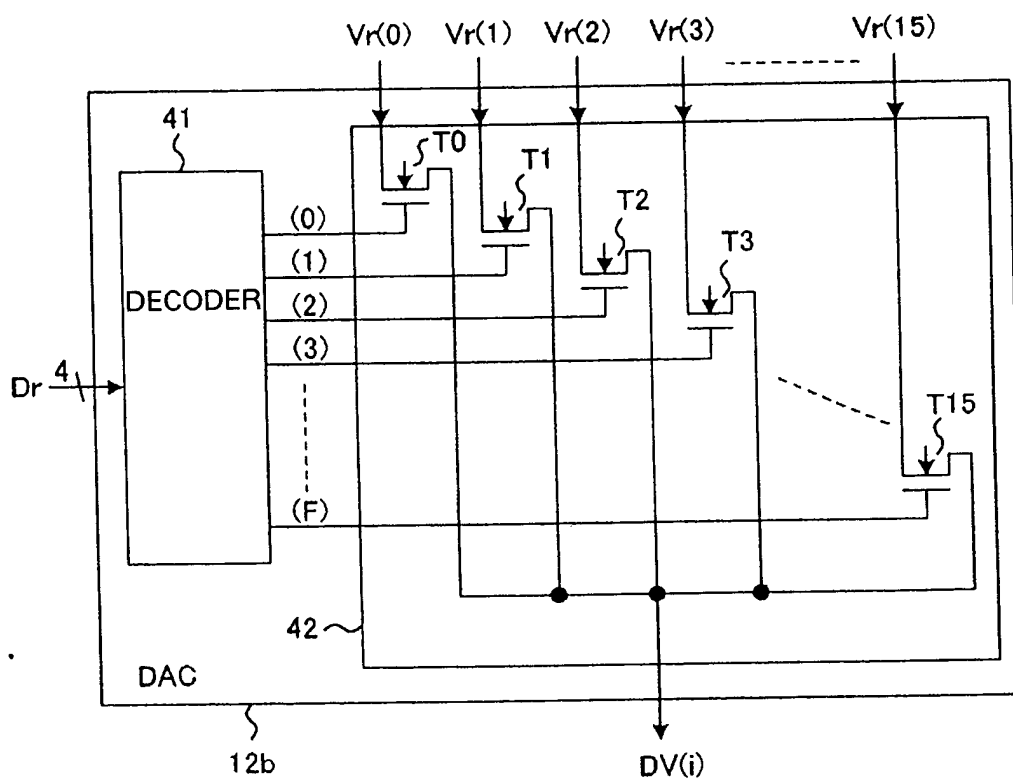 Vr(0) Vr(1) Vr(2) Vr(3) Vr(15)
41
T0
T1
T2
T3
T15
(0)
(1)
DECODER
(2)
(3)
Dr 4
(F)
42
DAC
12b
DV(i)